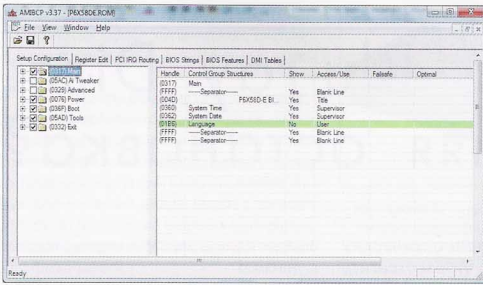 AMIBCP v3.37 - [P6X58DE.ROM]
File View Window Help
Setup Configuration Register Edit PCI IRQ Routing BIOS Strings BIOS Features DMI Tables
(0317) Main
(05AC) Ai Tweaker
(0329) Advanced
(0076) Power
(036F) Boot
(05AD) Tools
(0332) Exit
Handle Control Group Structures Show Access/Use Failsafe Optimal
(0317) Main
(FFFF) -----Separator----- Yes Blank Line
(004D) P6X58D-E BI... Yes Title
(0360) System Time Yes Supervisor
(0362) System Date Yes Supervisor
(01B5) Language No User
(FFFF) -----Separator----- Yes Blank Line
(FFFF) -----Separator----- Yes Blank Line
Ready